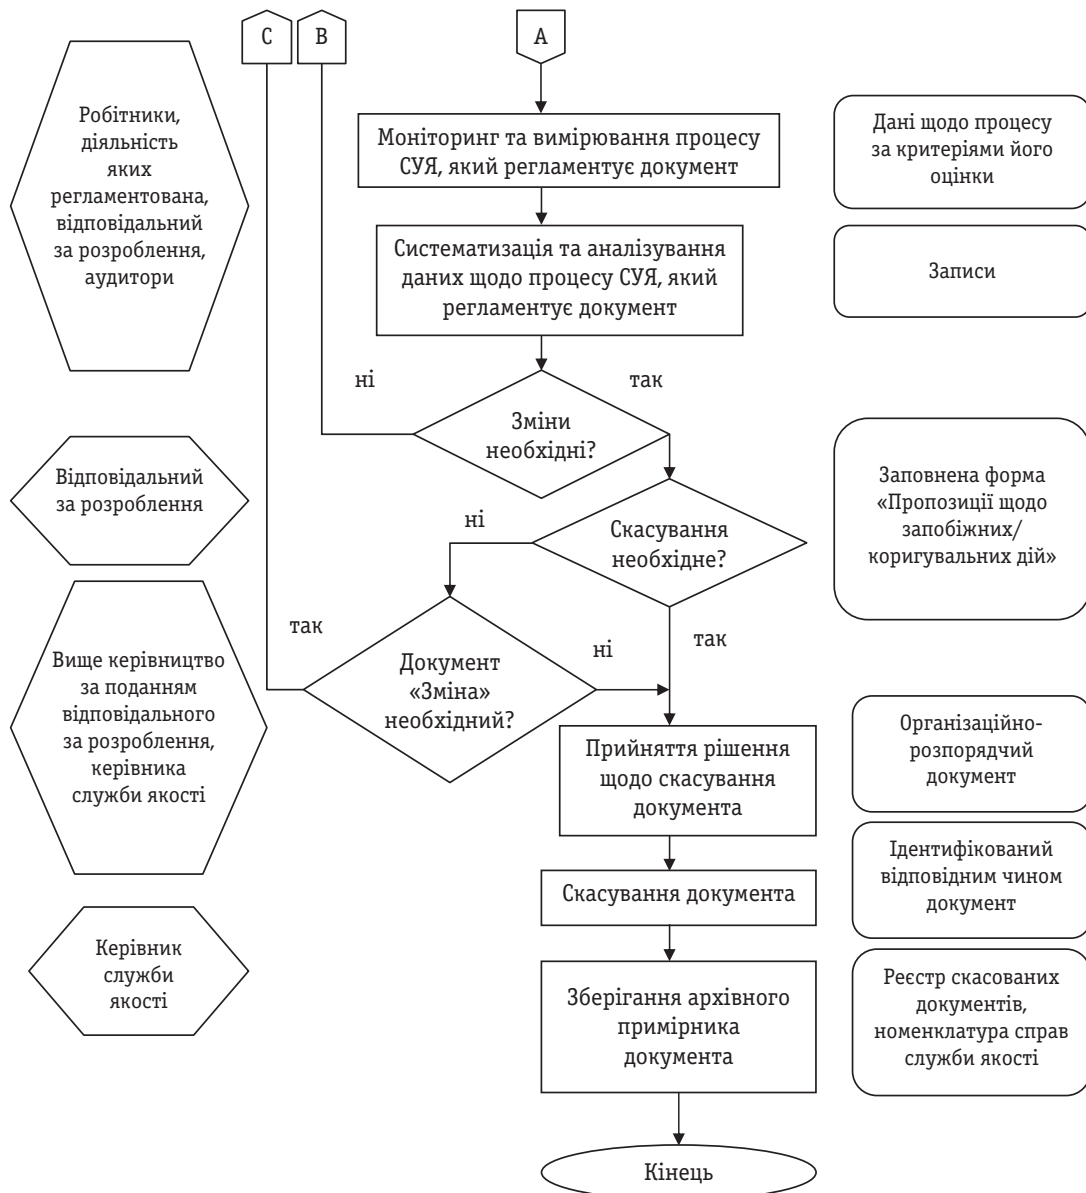 С
В
А
Робітники,
діяльність
яких
регламентована,
відповідальний
за розроблення,
аудитори
Моніторинг та вимірювання процесу
СУЯ, який регламентує документ
Дані щодо процесу
за критеріями його
оцінки
Систематизація та аналізування
даних щодо процесу СУЯ, який
регламентує документ
Записи
ні
так
Зміни
необхідні?
Відповідальний
за розроблення
ні
Скасування
необхідне?
Заповнена форма
«Пропозиції щодо
запобіжних/
коригувальних дій»
так
ні
так
Вище керівництво
за поданням
відповідального
за розроблення,
керівника
служби якості
Документ
«Зміна»
необхідний?
Прийняття рішення
щодо скасування
документа
Організаційно-
розпорядчий
документ
Скасування документа
Ідентифікований
відповідним чином
документ
Керівник
служби
якості
Зберігання архівного
примірника
документа
Реєстр скасованих
документів,
номенклатура справ
служби якості
Кінець